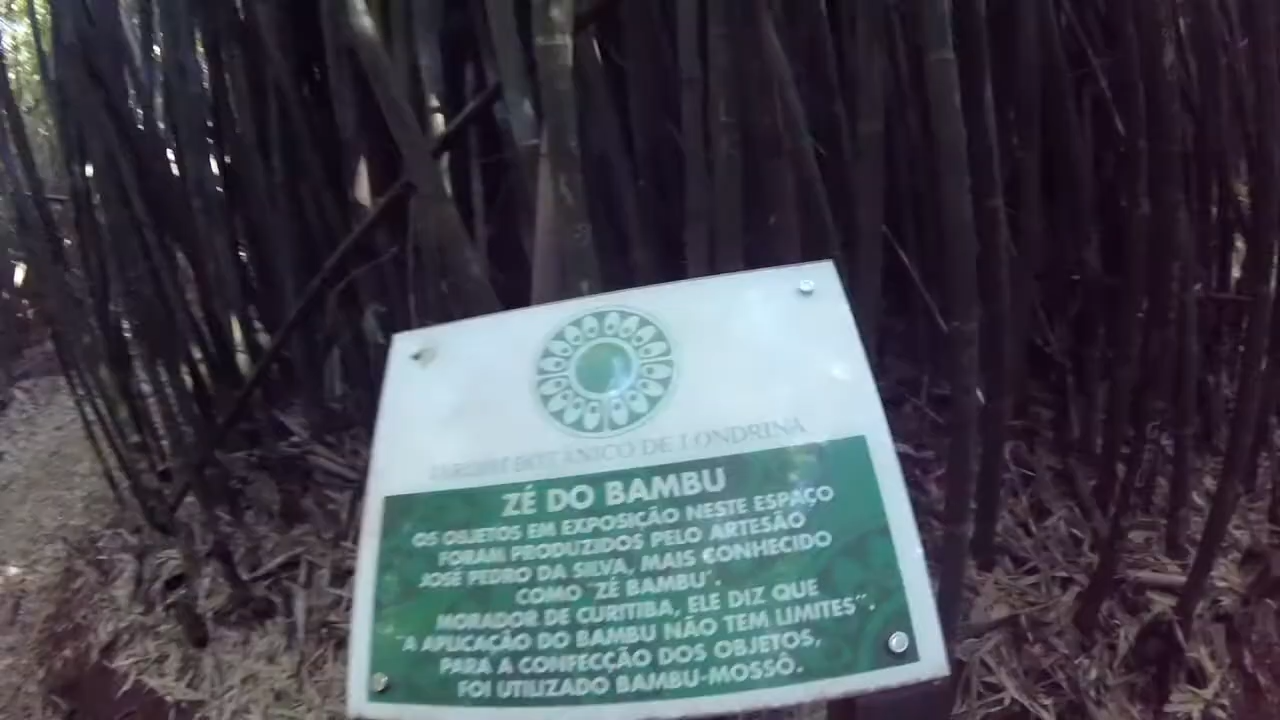 JARDIM BOTANICO DE LONDRINA
ZÉ DO BAMBU
OS OBJETOS EM EXPOSIÇÃO NESTE ESPAÇO
FORAM PRODUZIDOS PELO ARTESÃO
JOSÉ PEDRO DA SILVA, MAIS CONHECIDO
COMO "ZÉ BAMBU".
MORADOR DE CURITIBA, ELE DIZ QUE
"A APLICAÇÃO DO BAMBU NÃO TEM LIMITES".
PARA A CONFECÇÃO DOS OBJETOS,
FOI UTILIZADO BAMBU-MOSSÔ.